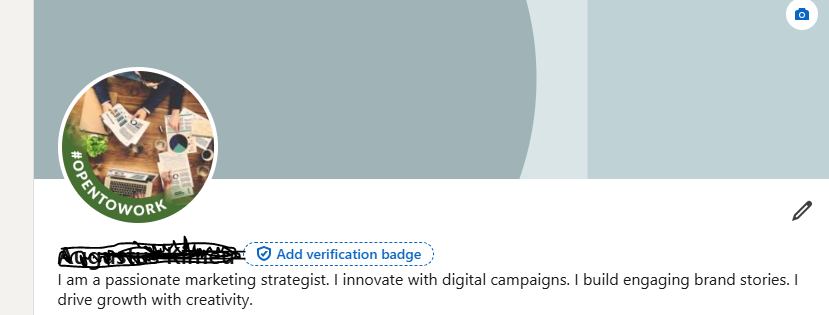 #OPENTOWORK
Add verification badge
I am a passionate marketing strategist. I innovate with digital campaigns. I build engaging brand stories. I
drive growth with creativity.